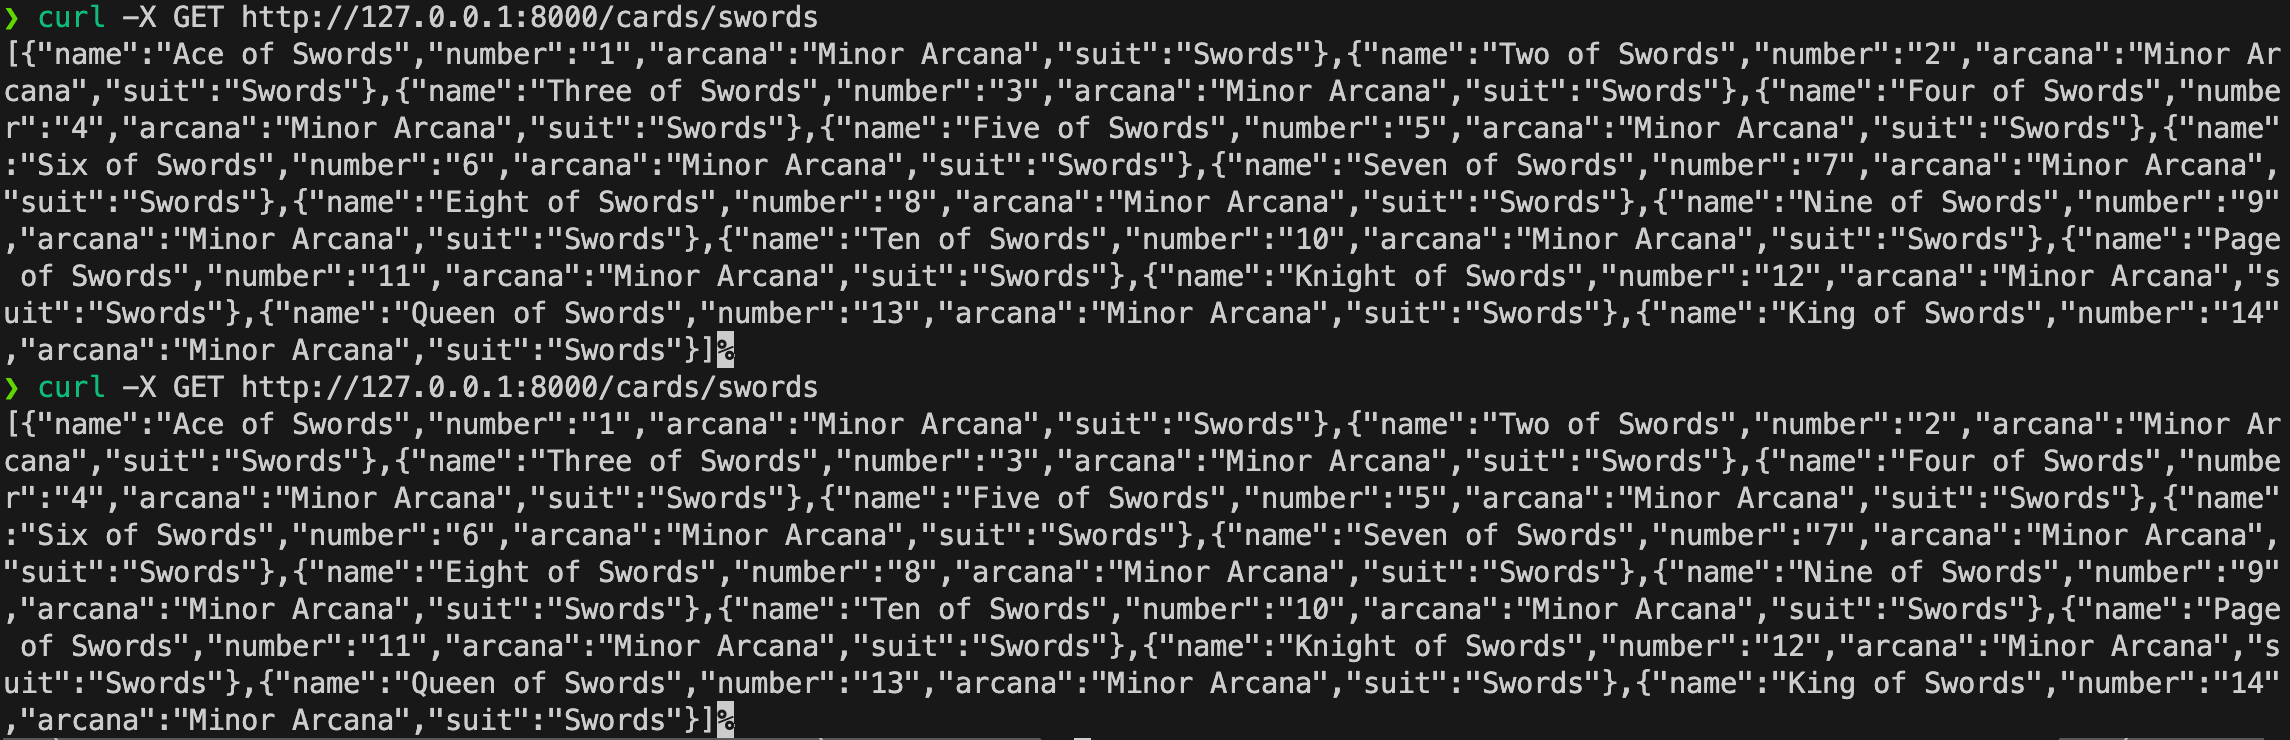 ❯ curl -X GET http://127.0.0.1:8000/cards/swords
[{"name":"Ace of Swords","number":"1","arcana":"Minor Arcana","suit":"Swords"},{"name":"Two of Swords","number":"2","arcana":"Minor Ar
cana","suit":"Swords"},{"name":"Three of Swords","number":"3","arcana":"Minor Arcana","suit":"Swords"},{"name":"Four of Swords","numbe
r":"4","arcana":"Minor Arcana","suit":"Swords"},{"name":"Five of Swords","number":"5","arcana":"Minor Arcana","suit":"Swords"},{"name"
:"Six of Swords","number":"6","arcana":"Minor Arcana","suit":"Swords"},{"name":"Seven of Swords","number":"7","arcana":"Minor Arcana",
"suit":"Swords"},{"name":"Eight of Swords","number":"8","arcana":"Minor Arcana","suit":"Swords"},{"name":"Nine of Swords","number":"9"
,"arcana":"Minor Arcana","suit":"Swords"},{"name":"Ten of Swords","number":"10","arcana":"Minor Arcana","suit":"Swords"},{"name":"Page
 of Swords","number":"11","arcana":"Minor Arcana","suit":"Swords"},{"name":"Knight of Swords","number":"12","arcana":"Minor Arcana","s
uit":"Swords"},{"name":"Queen of Swords","number":"13","arcana":"Minor Arcana","suit":"Swords"},{"name":"King of Swords","number":"14"
,"arcana":"Minor Arcana","suit":"Swords"}]%
❯ curl -X GET http://127.0.0.1:8000/cards/swords
[{"name":"Ace of Swords","number":"1","arcana":"Minor Arcana","suit":"Swords"},{"name":"Two of Swords","number":"2","arcana":"Minor Ar
cana","suit":"Swords"},{"name":"Three of Swords","number":"3","arcana":"Minor Arcana","suit":"Swords"},{"name":"Four of Swords","numbe
r":"4","arcana":"Minor Arcana","suit":"Swords"},{"name":"Five of Swords","number":"5","arcana":"Minor Arcana","suit":"Swords"},{"name"
:"Six of Swords","number":"6","arcana":"Minor Arcana","suit":"Swords"},{"name":"Seven of Swords","number":"7","arcana":"Minor Arcana",
"suit":"Swords"},{"name":"Eight of Swords","number":"8","arcana":"Minor Arcana","suit":"Swords"},{"name":"Nine of Swords","number":"9"
,"arcana":"Minor Arcana","suit":"Swords"},{"name":"Ten of Swords","number":"10","arcana":"Minor Arcana","suit":"Swords"},{"name":"Page
 of Swords","number":"11","arcana":"Minor Arcana","suit":"Swords"},{"name":"Knight of Swords","number":"12","arcana":"Minor Arcana","s
uit":"Swords"},{"name":"Queen of Swords","number":"13","arcana":"Minor Arcana","suit":"Swords"},{"name":"King of Swords","number":"14"
,"arcana":"Minor Arcana","suit":"Swords"}]%